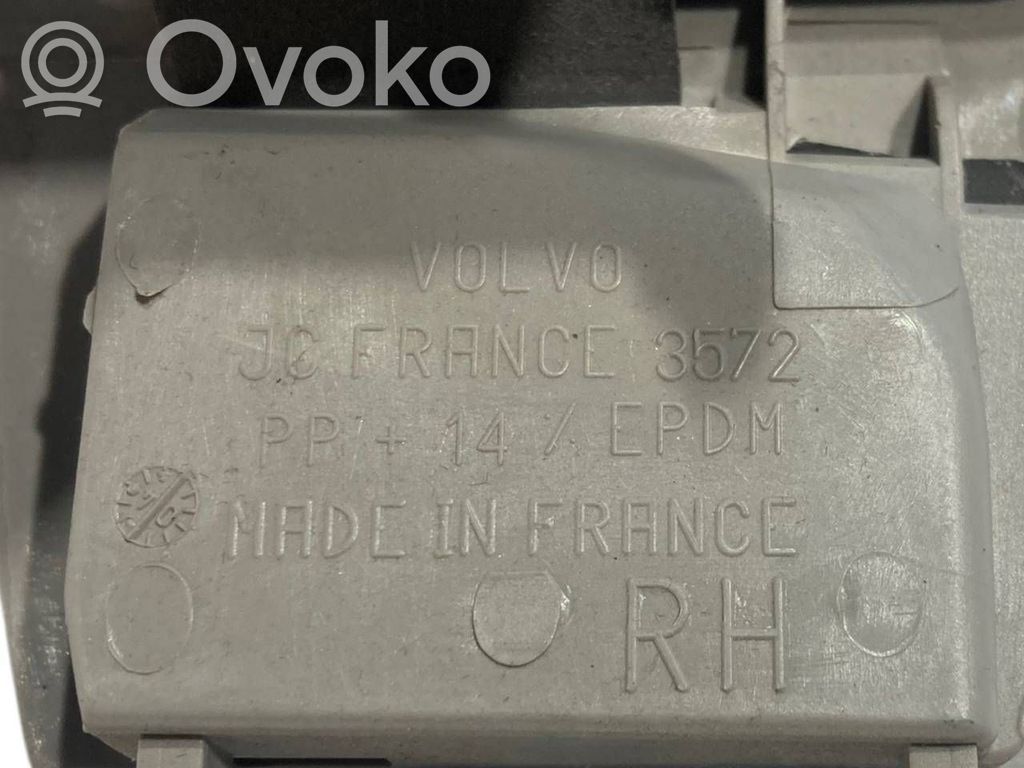 Ovoko
VOLVO
JC FRANCE 3572
PP + 14 % EPDM
MADE IN FRANCE
RH